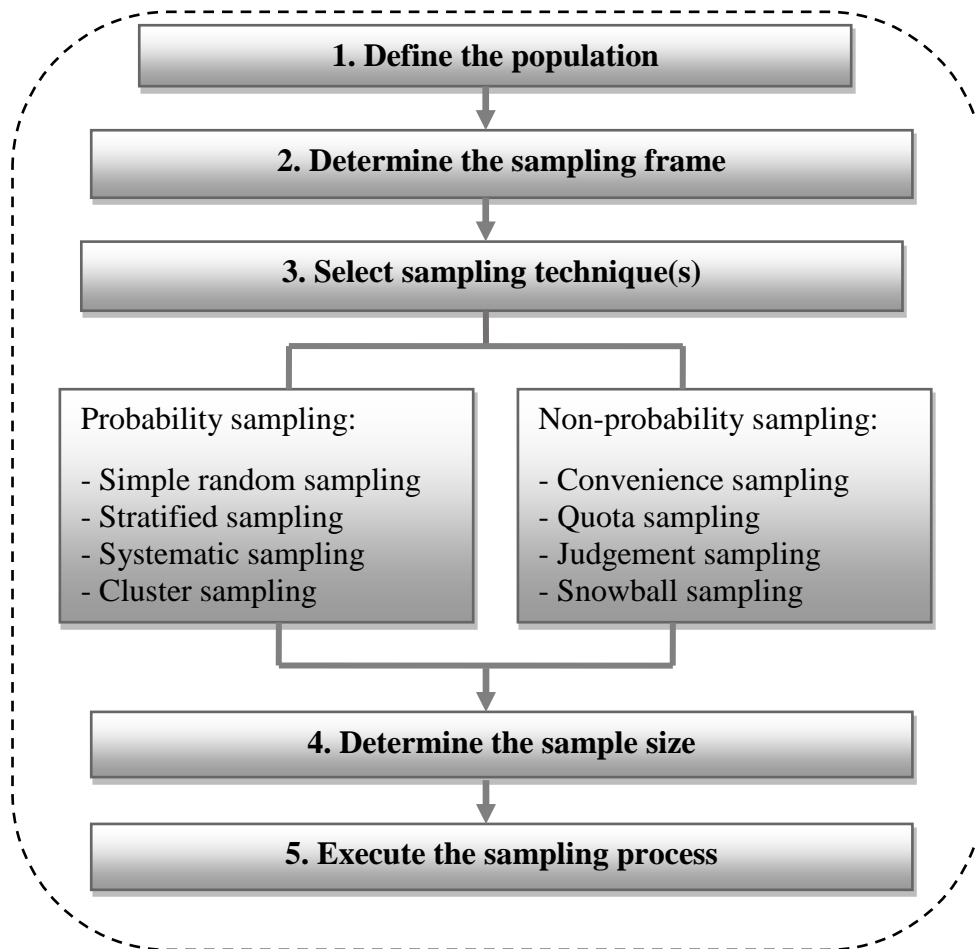 1. Define the population
2. Determine the sampling frame
3. Select sampling technique(s)
Probability sampling:
- Simple random sampling
- Stratified sampling
- Systematic sampling
- Cluster sampling
Non-probability sampling:
- Convenience sampling
- Quota sampling
- Judgement sampling
- Snowball sampling
4. Determine the sample size
5. Execute the sampling process